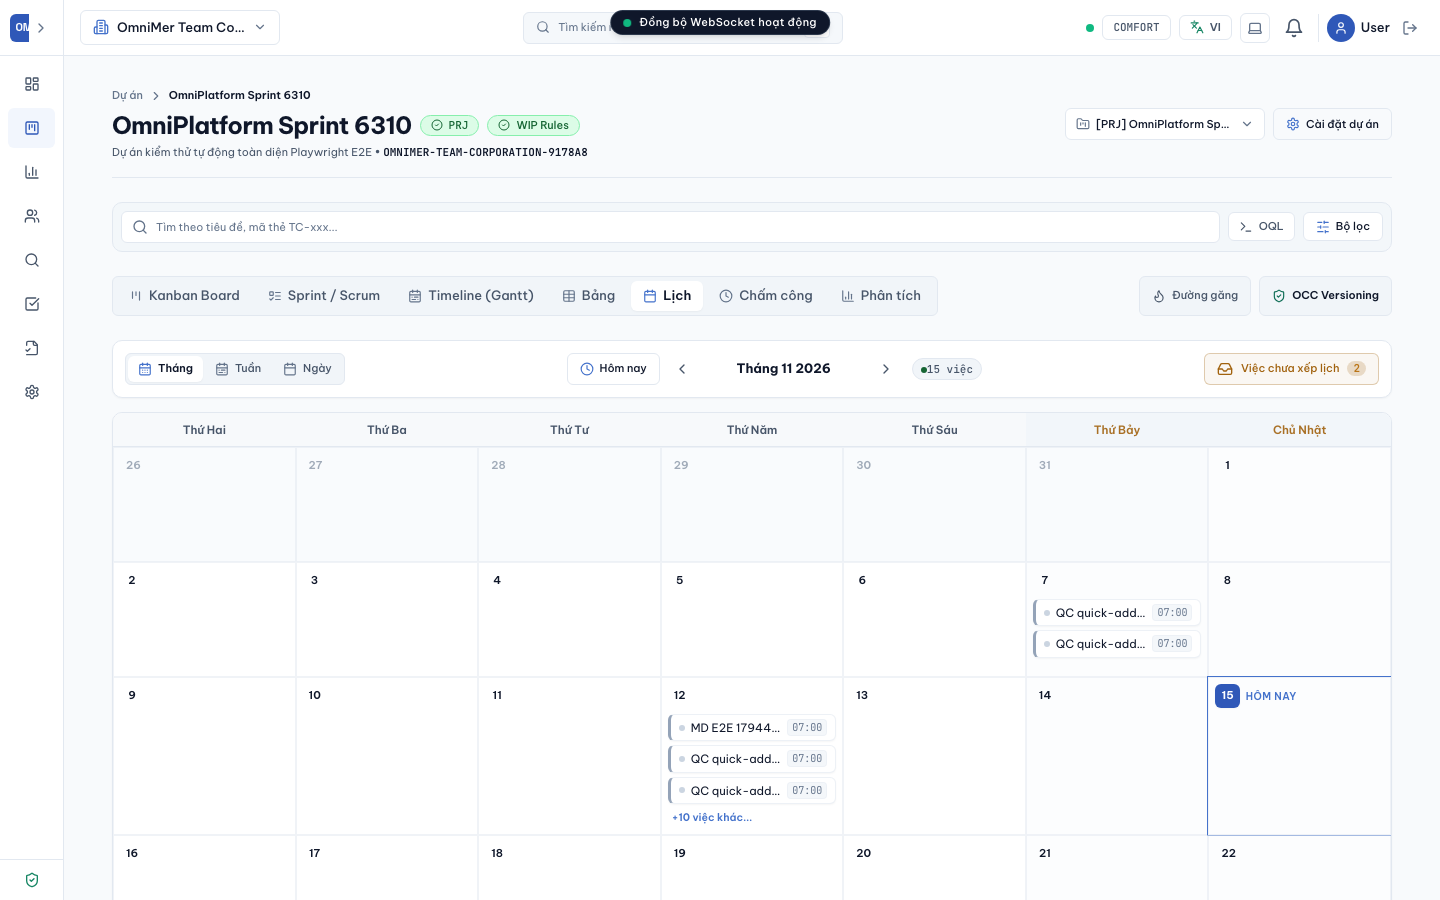 OmniMer Team Co...
Tìm kiếm
Đồng bộ WebSocket hoạt động
COMFORT
VI
User
Dự án
OmniPlatform Sprint 6310
OmniPlatform Sprint 6310
PRJ
WIP Rules
[PRJ] OmniPlatform Sp...
Cài đặt dự án
Dự án kiểm thử tự động toàn diện Playwright E2E • OMNIMER-TEAM-CORPORATION-9178A8
Tìm theo tiêu đề, mã thẻ TC-xxx...
OQL
Bộ lọc
Kanban Board
Sprint / Scrum
Timeline (Gantt)
Bảng
Lịch
Chấm công
Phân tích
Đường găng
OCC Versioning
Tháng
Tuần
Ngày
Hôm nay
Tháng 11 2026
15 việc
Việc chưa xếp lịch 2
Thứ Hai
Thứ Ba
Thứ Tư
Thứ Năm
Thứ Sáu
Thứ Bảy
Chủ Nhật
26
27
28
29
30
31
1
2
3
4
5
6
7
QC quick-add... 07:00
QC quick-add... 07:00
8
9
10
11
12
MD E2E 17944... 07:00
QC quick-add... 07:00
QC quick-add... 07:00
+10 việc khác...
13
14
15 HÔM NAY
16
17
18
19
20
21
22